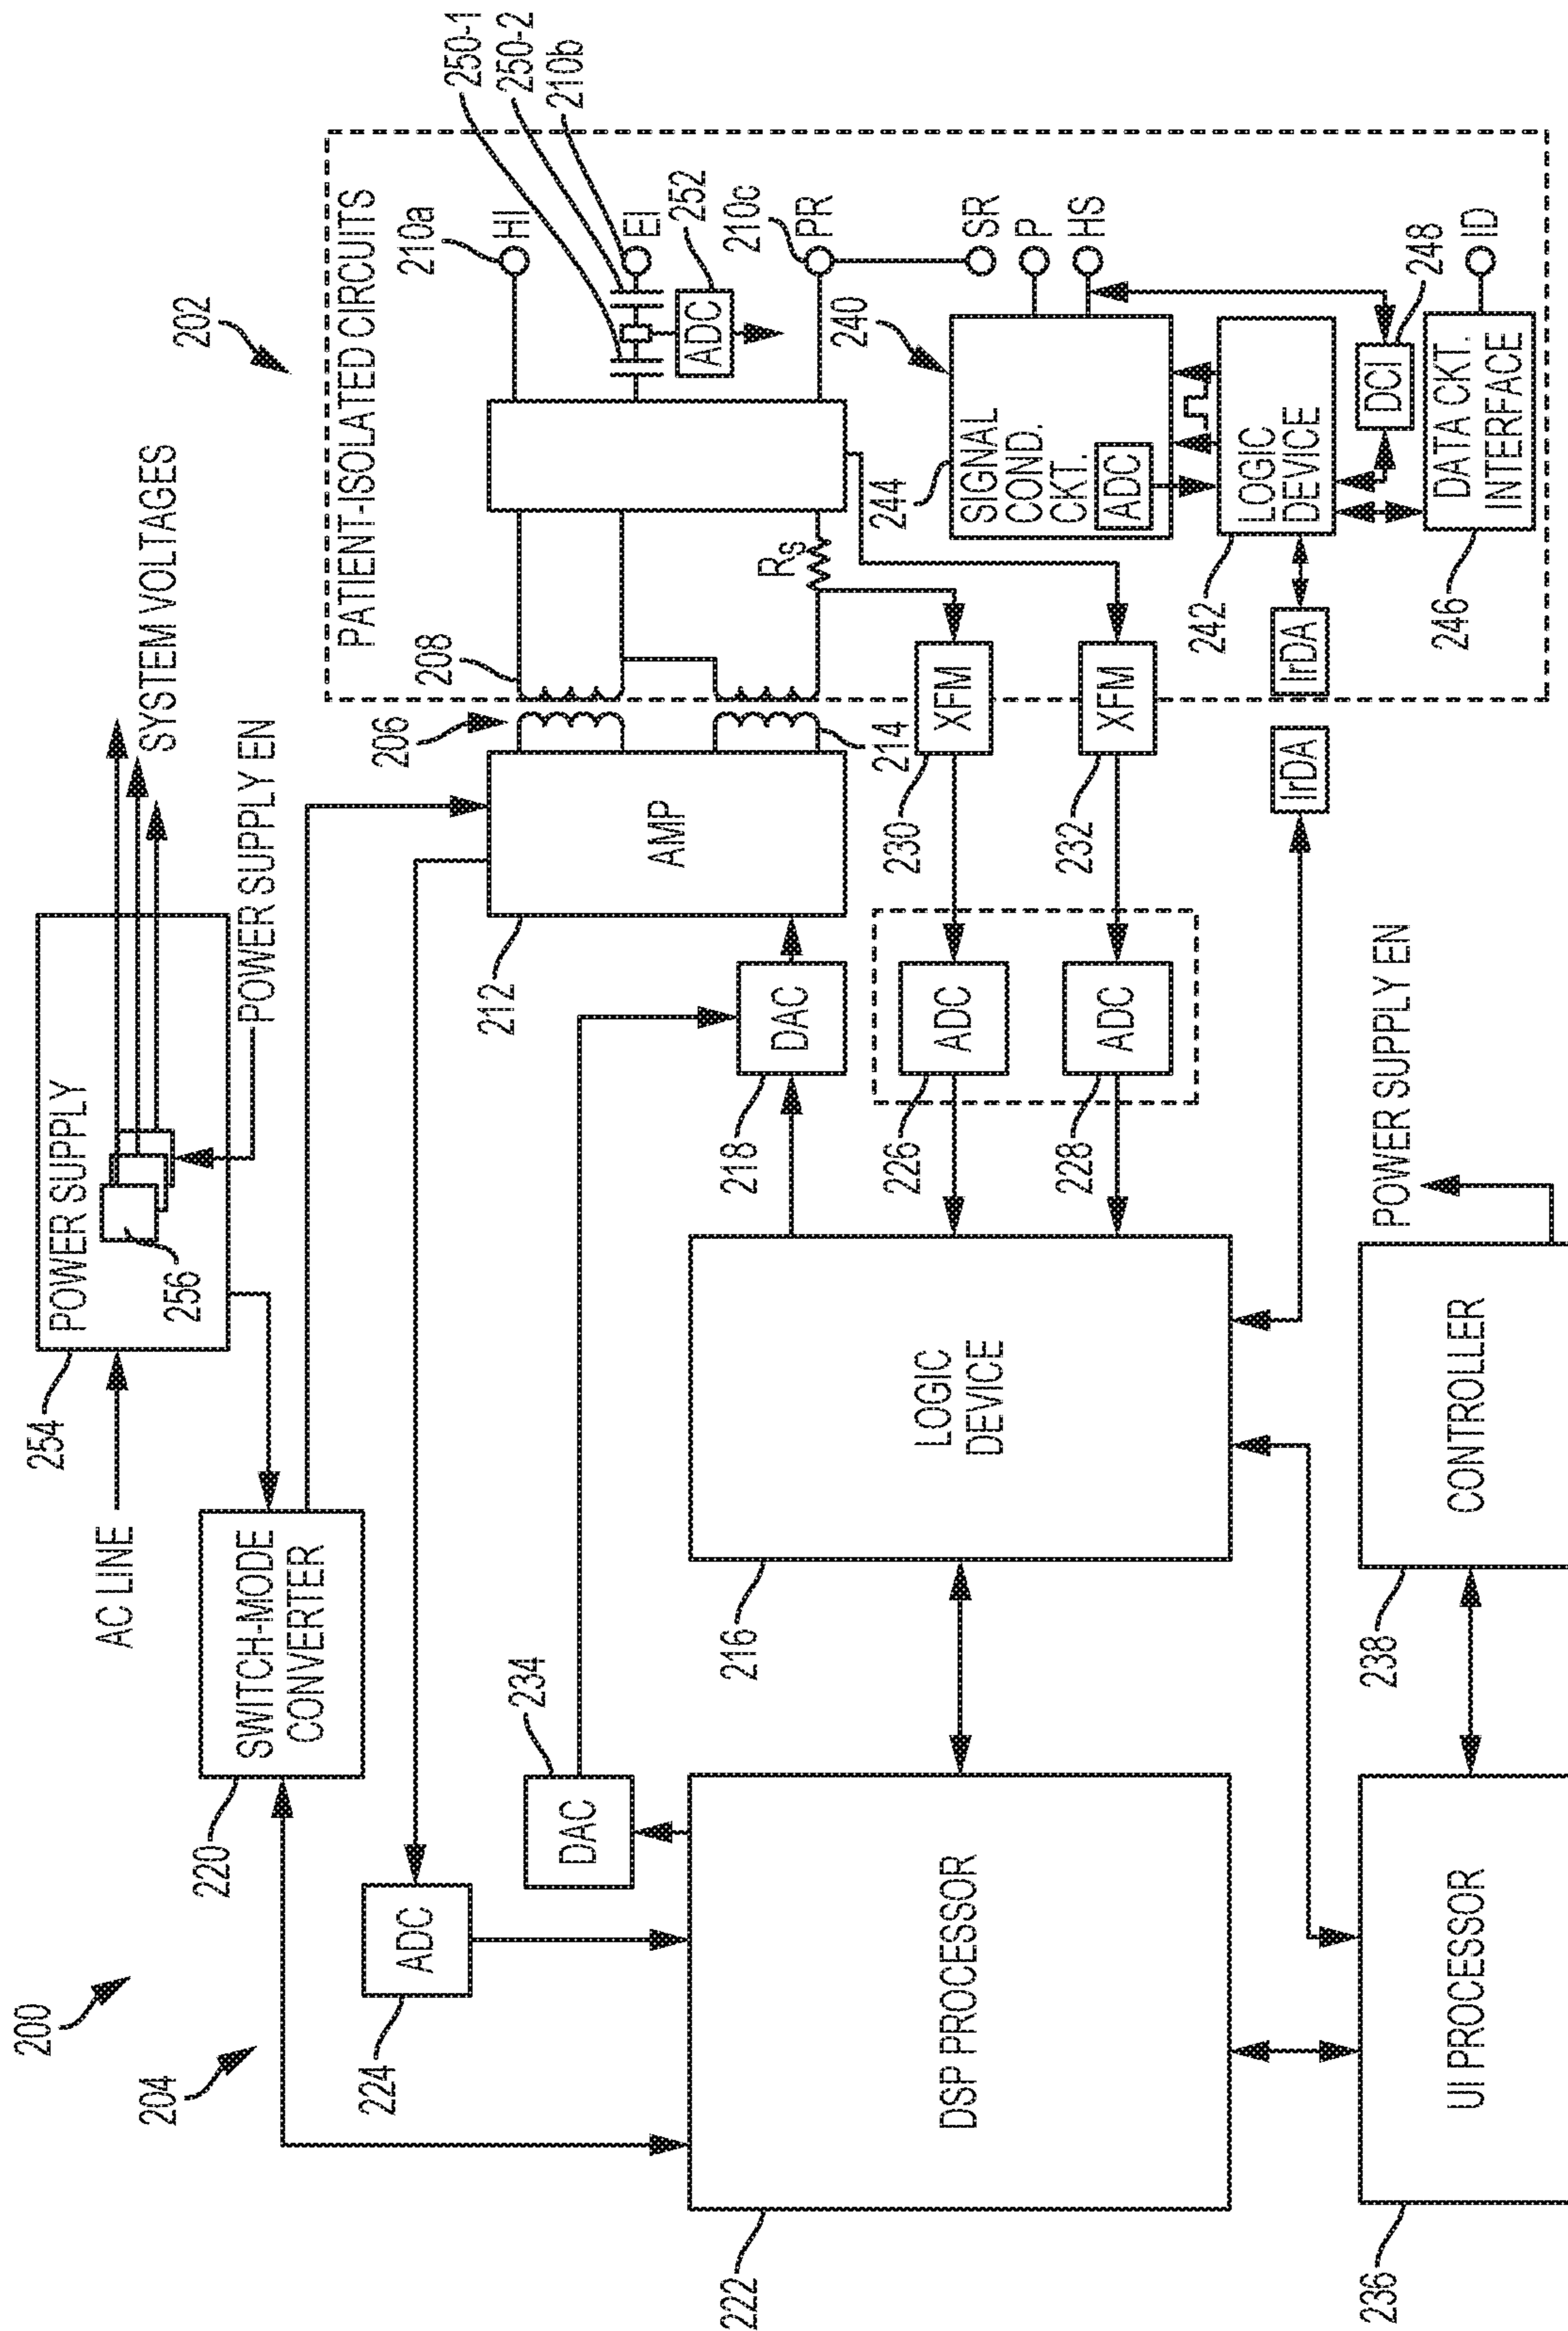 200
204
202
254
AC LINE
POWER SUPPLY
256
SYSTEM VOLTAGES
POWER SUPPLY EN
220
SWITCH-MODE
CONVERTER
224
ADC
234
DAC
212
AMP
206
208
214
PATIENT-ISOLATED CIRCUITS
210a
HI
250-1
250-2
210b
EI
252
ADC
210c
PR
RS
SR
P
HS
240
244
SIGNAL
COND.
CKT.
ADC
242
LOGIC
DEVICE
DCI
248
246
DATA CKT.
INTERFACE
ID
IrDA
IrDA
230
XFM
232
XFM
218
DAC
226
ADC
228
ADC
216
LOGIC
DEVICE
222
DSP PROCESSOR
236
UI PROCESSOR
238
CONTROLLER
POWER SUPPLY EN